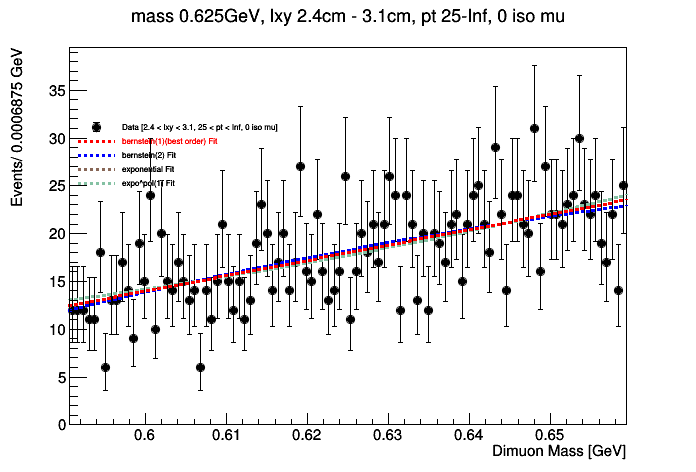 mass 0.625GeV, lxy 2.4cm - 3.1cm, pt 25-Inf, 0 iso mu
Events/ 0.0006875 GeV
35
30
25
20
15
10
5
0
Data [2.4 < lxy < 3.1, 25 < pt < Inf, 0 iso mu]
bernstein(1)(best order) Fit
bernstein(2) Fit
exponential Fit
expo*pol(1) Fit
0.6 0.61 0.62 0.63 0.64 0.65
Dimuon Mass [GeV]